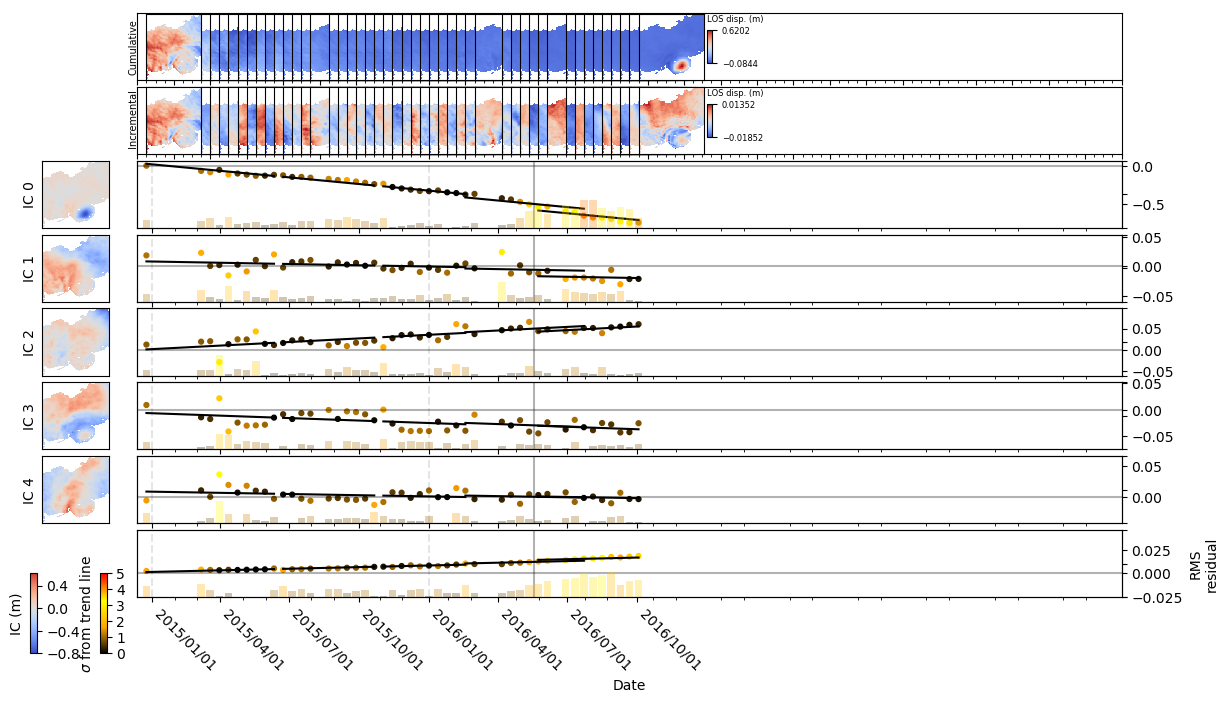 Cumulative
LOS disp. (m)
0.6202
−0.0844
Incremental
LOS disp. (m)
0.01352
−0.01852
IC 0
0.0
−0.5
IC 1
0.05
0.00
−0.05
IC 2
0.05
0.00
−0.05
IC 3
0.05
0.00
−0.05
IC 4
0.05
0.00
0.025
0.000
−0.025
RMS
residual
IC (m)
0.4
0.0
−0.4
−0.8
σ from trend line
5
4
3
2
1
0
2015/01/01
2015/04/01
2015/07/01
2015/10/01
2016/01/01
2016/04/01
2016/07/01
2016/10/01
Date